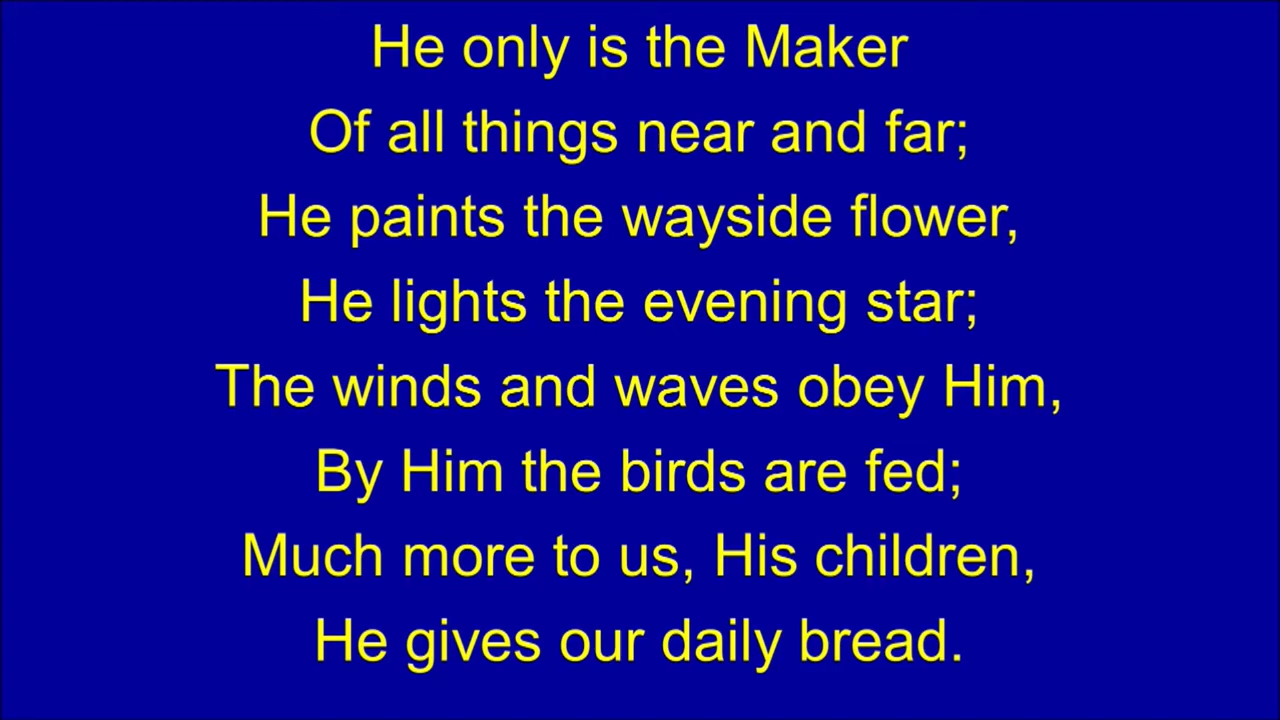 He only is the Maker
Of all things near and far;
He paints the wayside flower,
He lights the evening star;
The winds and waves obey Him,
By Him the birds are fed;
Much more to us, His children,
He gives our daily bread.